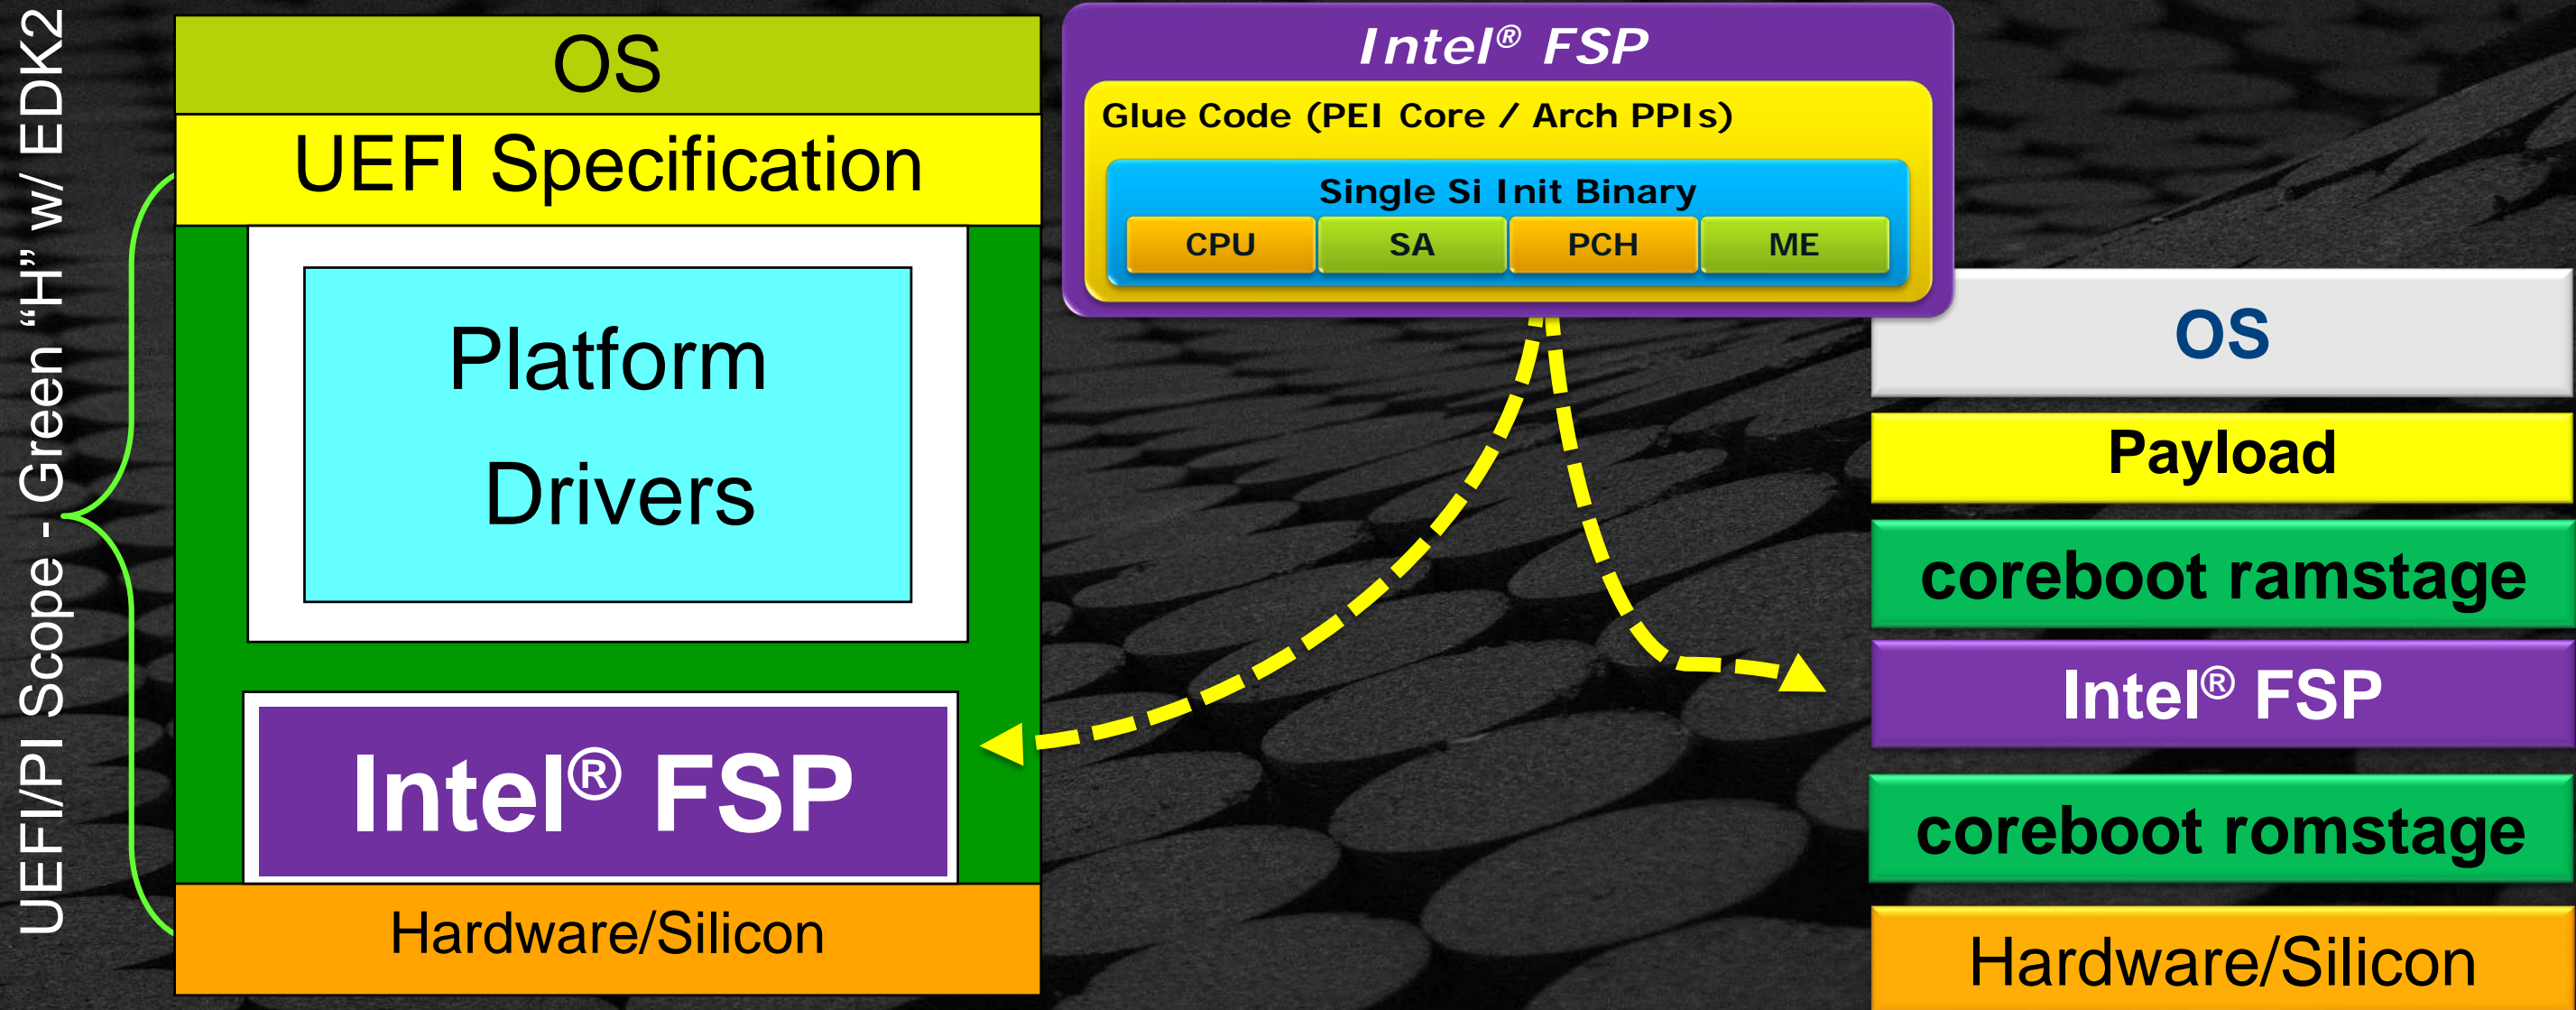 UEFI/PI Scope - Green “H” w/ EDK2
OS
UEFI Specification
Platform
Drivers
Intel® FSP
Hardware/Silicon
Intel® FSP
Glue Code (PEI Core / Arch PPIs)
Single Si Init Binary
CPU SA PCH ME
OS
Payload
coreboot ramstage
Intel® FSP
coreboot romstage
Hardware/Silicon